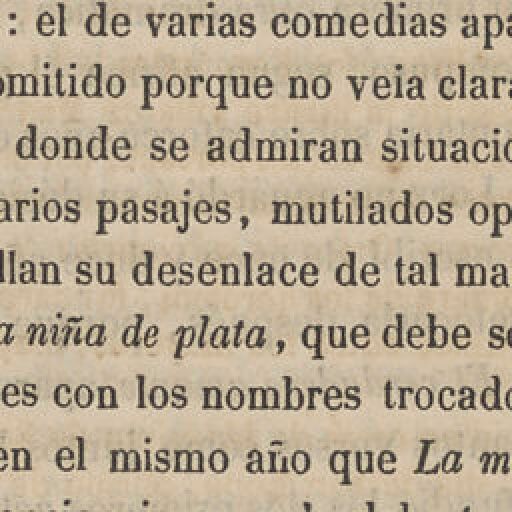 : el de varias comedias apa
omitido porque no veia clara
donde se admiran situacio
arios pasajes, mutilados op
llan su desenlace de tal ma
a niña de plata, que debe se
es con los nombres trocado
en el mismo año que La m